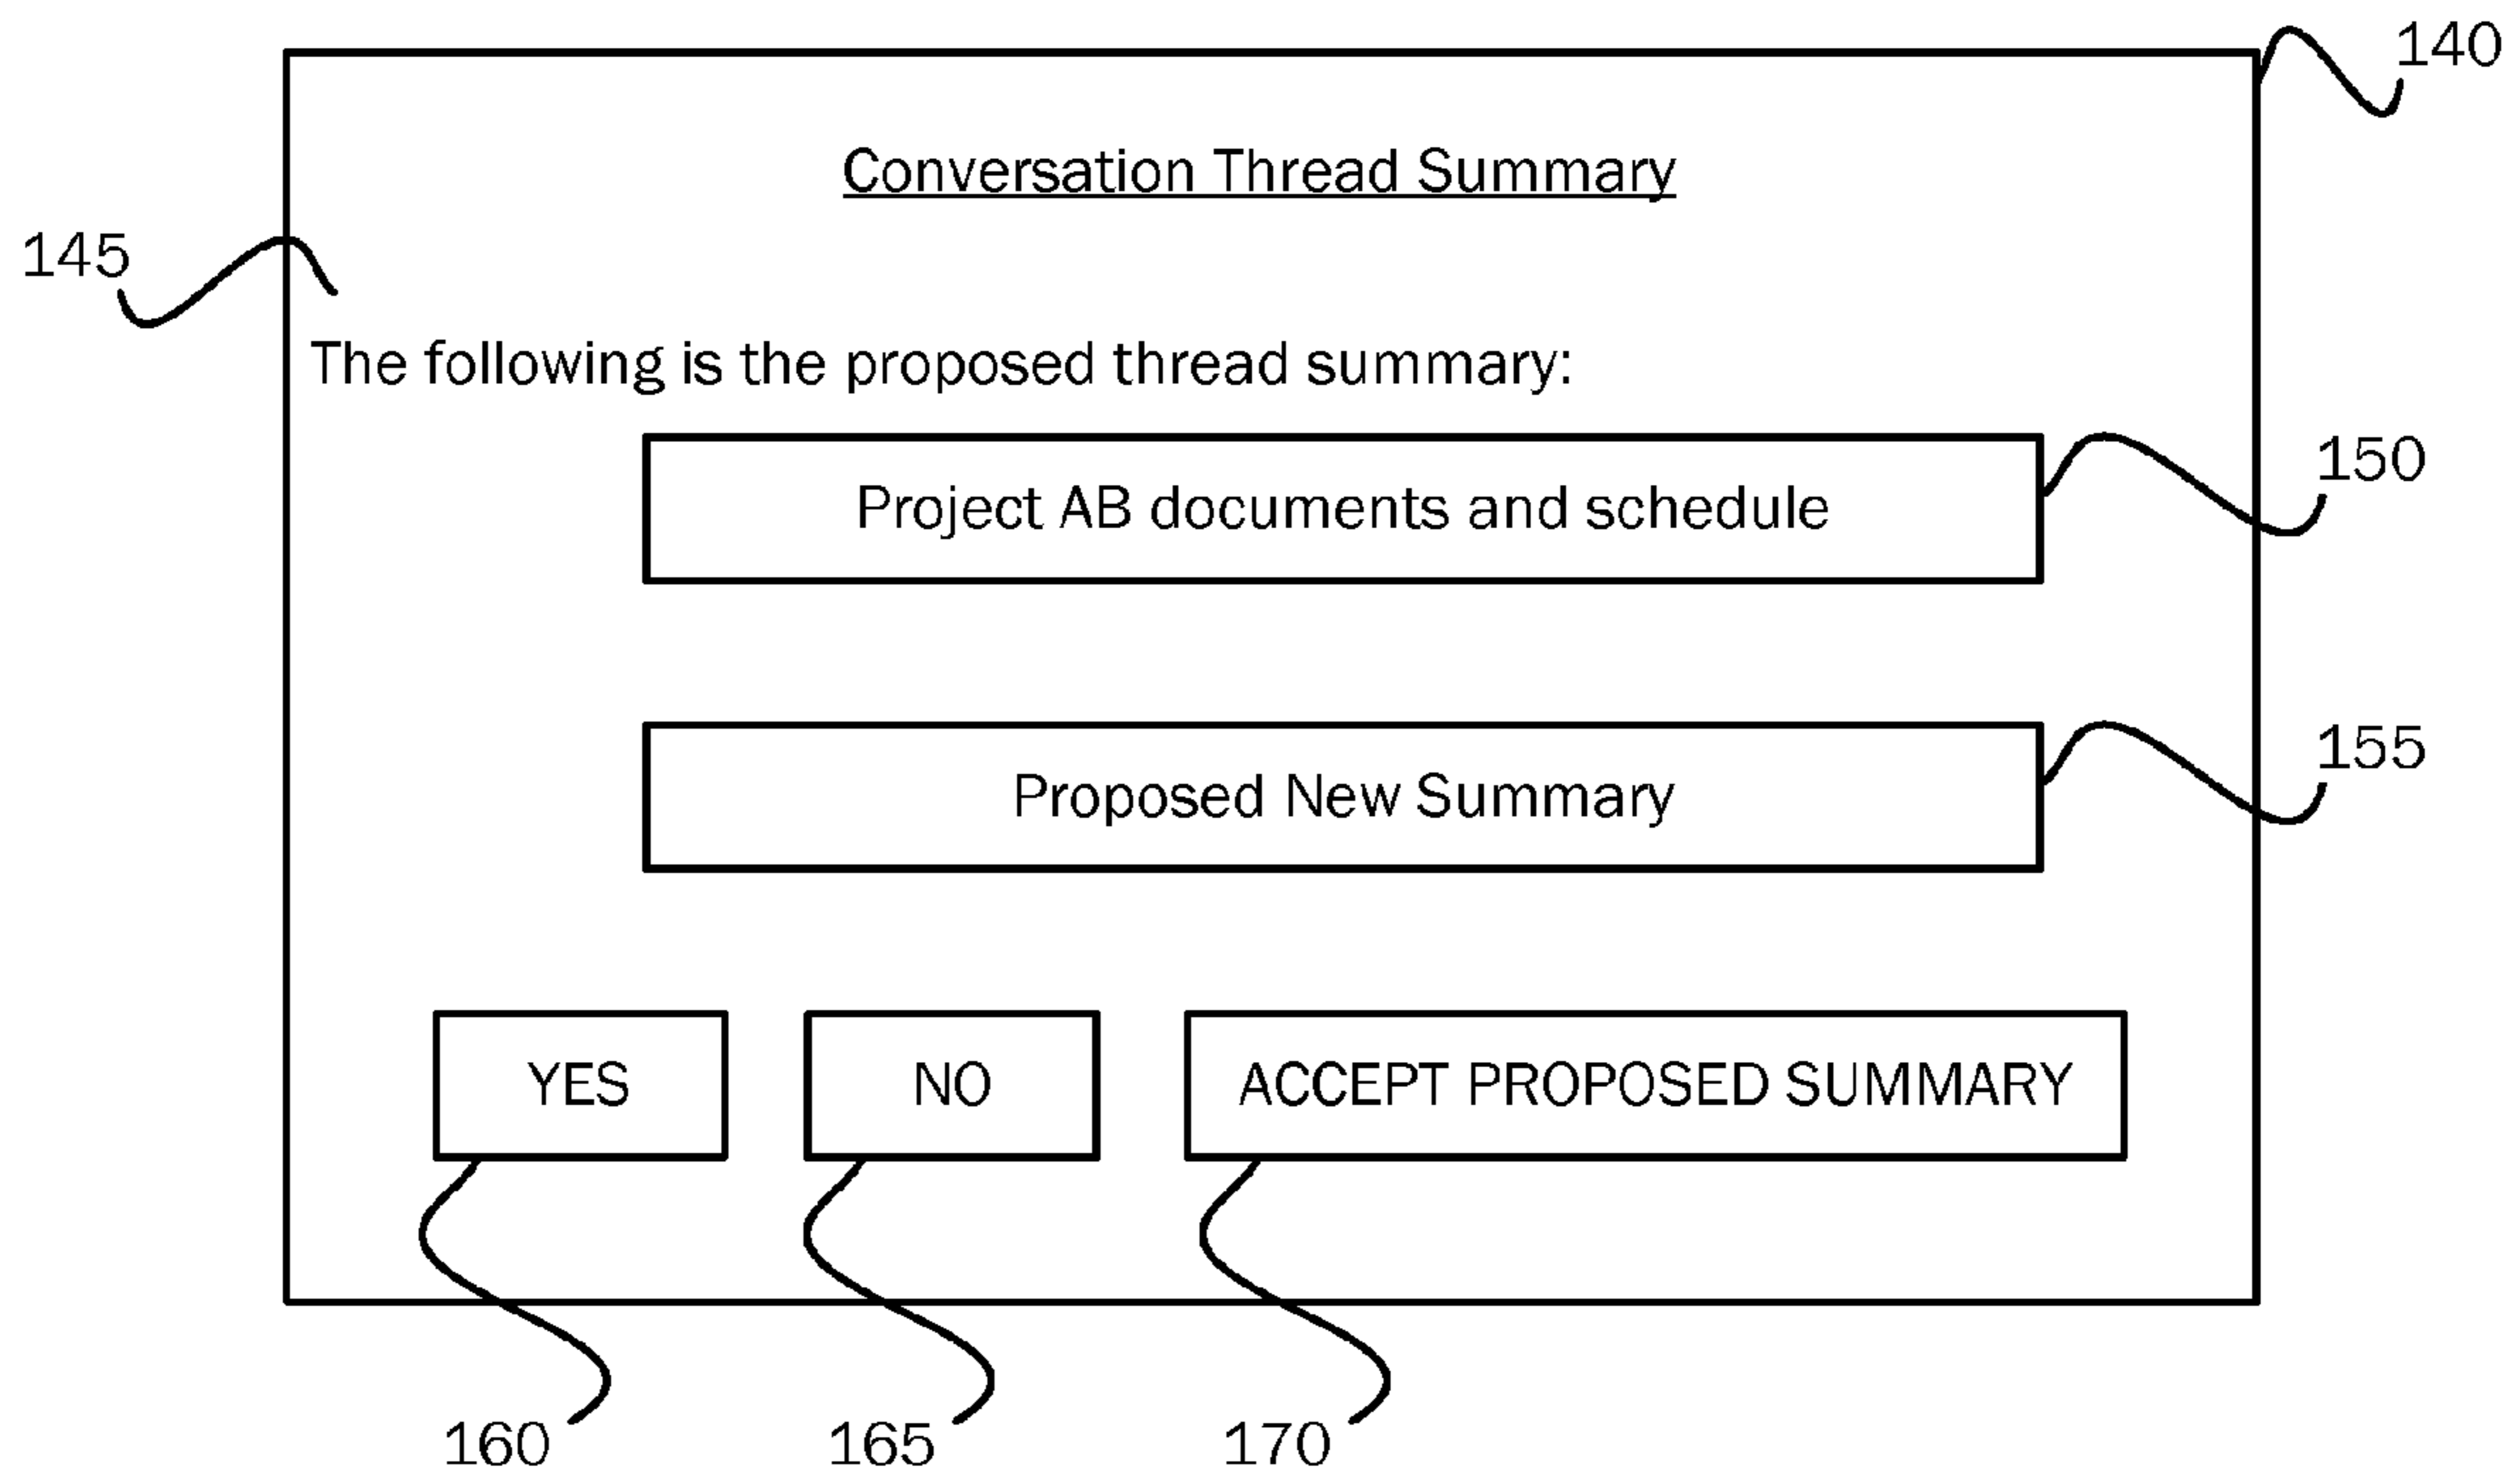 140
Conversation Thread Summary
145
The following is the proposed thread summary:
150
Project AB documents and schedule
155
Proposed New Summary
YES NO ACCEPT PROPOSED SUMMARY
160 165 170